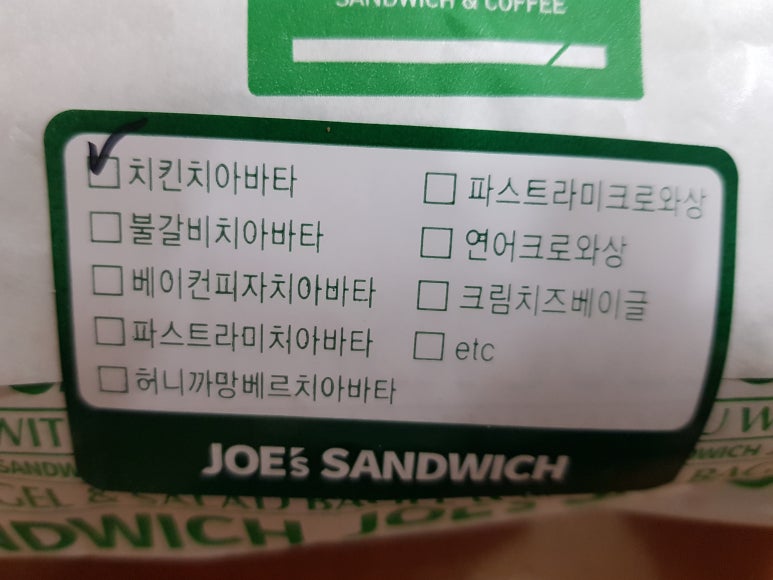 SANDWICH & COFFEE
치킨치아바타
불갈비치아바타
베이컨피자치아바타
파스트라미치아바타
허니까망베르치아바타
파스트라미크로와상
연어크로와상
크림치즈베이글
etc
JOE's SANDWICH
SANDWICH JOE's